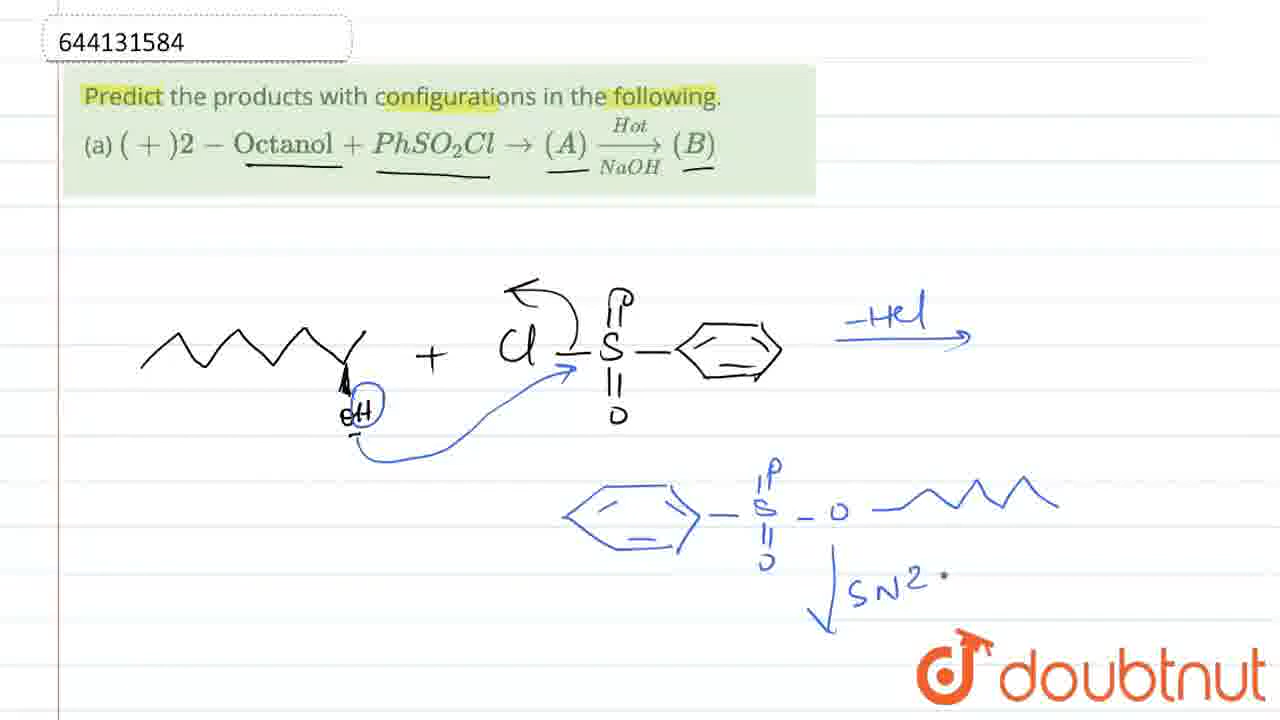 644131584
Predict the products with configurations in the following.
(a) (+)2 − Octanol + PhSO₂Cl → (A) \xrightarrow[NaOH]{Hot} (B)
OH + Cl − S − O O −HCl
S − O − O O
SN2
doubtnut